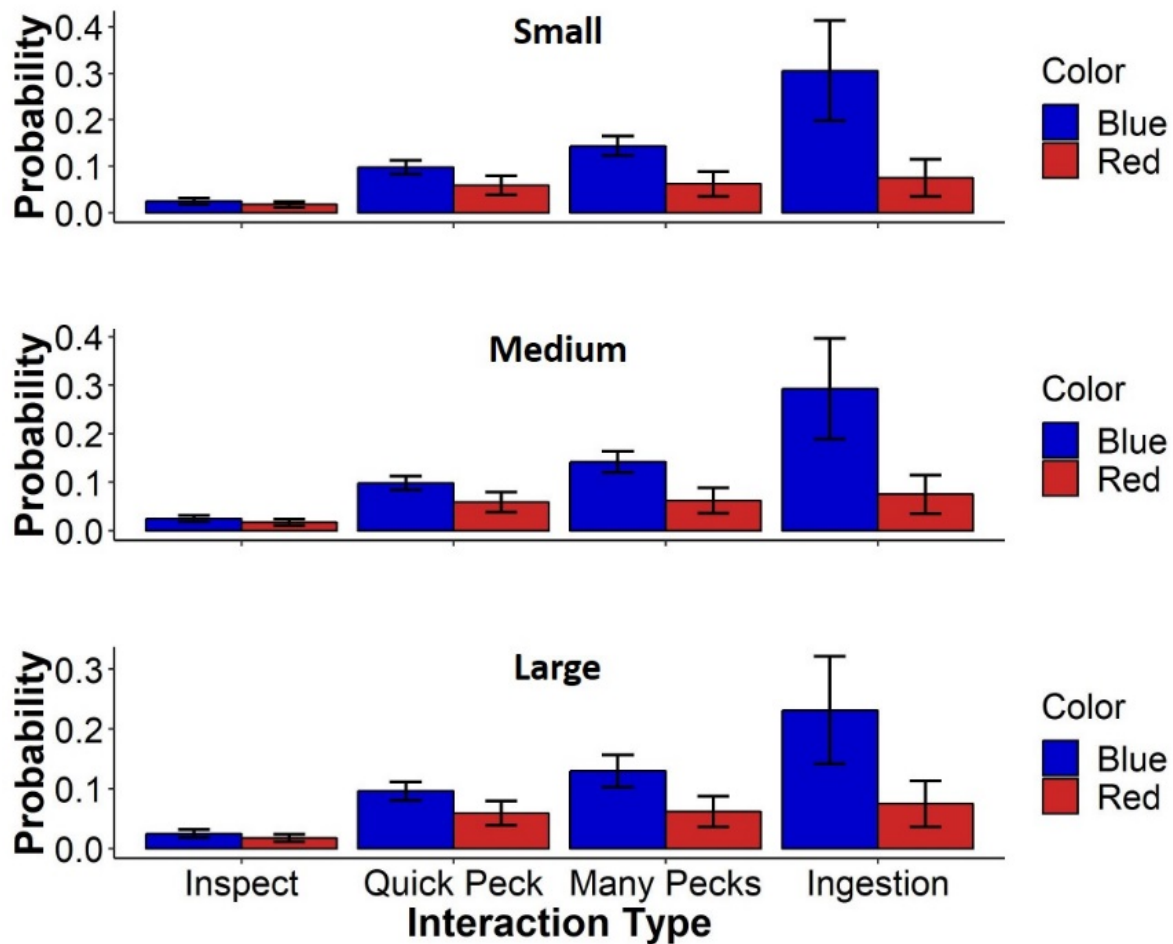 Small
Probability
0.4
0.3
0.2
0.1
0.0
Color
Blue
Red
Medium
Probability
0.4
0.3
0.2
0.1
0.0
Color
Blue
Red
Large
Probability
0.3
0.2
0.1
0.0
Color
Blue
Red
Inspect Quick Peck Many Pecks Ingestion
Interaction Type